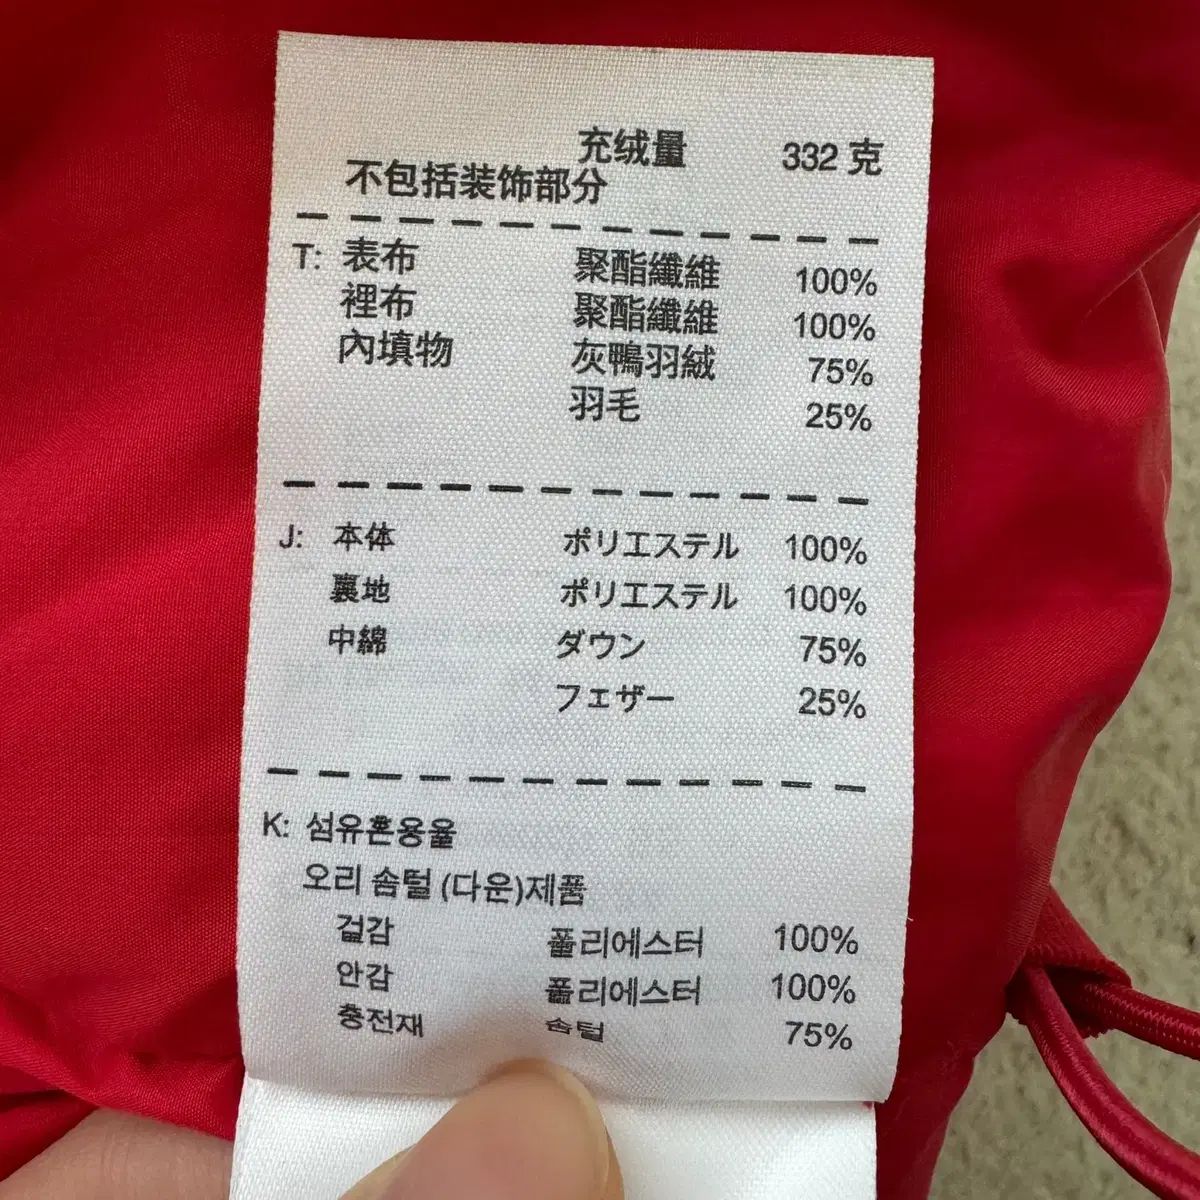 充绒量 332 克
不包括装饰部分
T: 表布 聚酯纖維 100%
裡布 聚酯纖維 100%
內填物 灰鴨羽絨 75%
羽毛 25%
J: 本体 ポリエステル 100%
裏地 ポリエステル 100%
中綿 ダウン 75%
フェザー 25%
K: 섬유혼용율
오리 솜털 (다운)제품
겉감 폴리에스터 100%
안감 폴리에스터 100%
충전재 솜털 75%